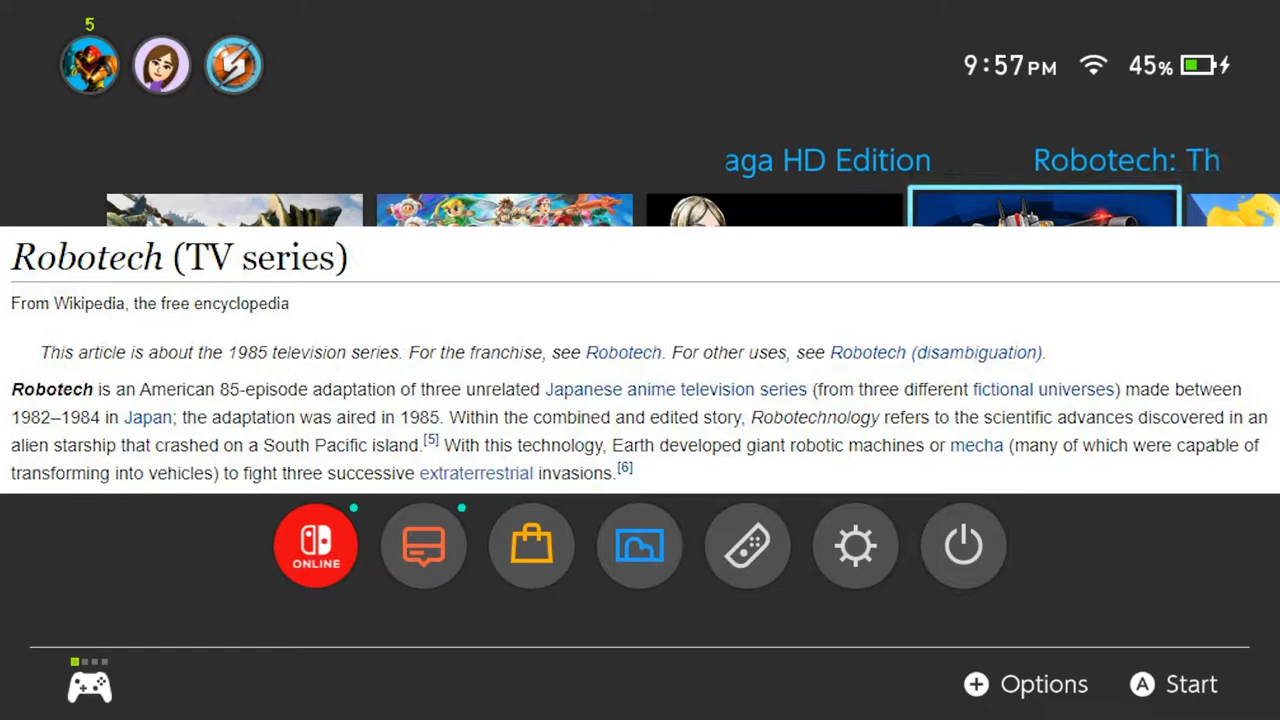 5
9:57PM 45%
aga HD Edition Robotech: Th
Robotech (TV series)
From Wikipedia, the free encyclopedia
This article is about the 1985 television series. For the franchise, see Robotech. For other uses, see Robotech (disambiguation).
Robotech is an American 85-episode adaptation of three unrelated Japanese anime television series (from three different fictional universes) made between
1982–1984 in Japan; the adaptation was aired in 1985. Within the combined and edited story, Robotechnology refers to the scientific advances discovered in an
alien starship that crashed on a South Pacific island.[5] With this technology, Earth developed giant robotic machines or mecha (many of which were capable of
transforming into vehicles) to fight three successive extraterrestrial invasions.[6]
ONLINE
+ Options A Start